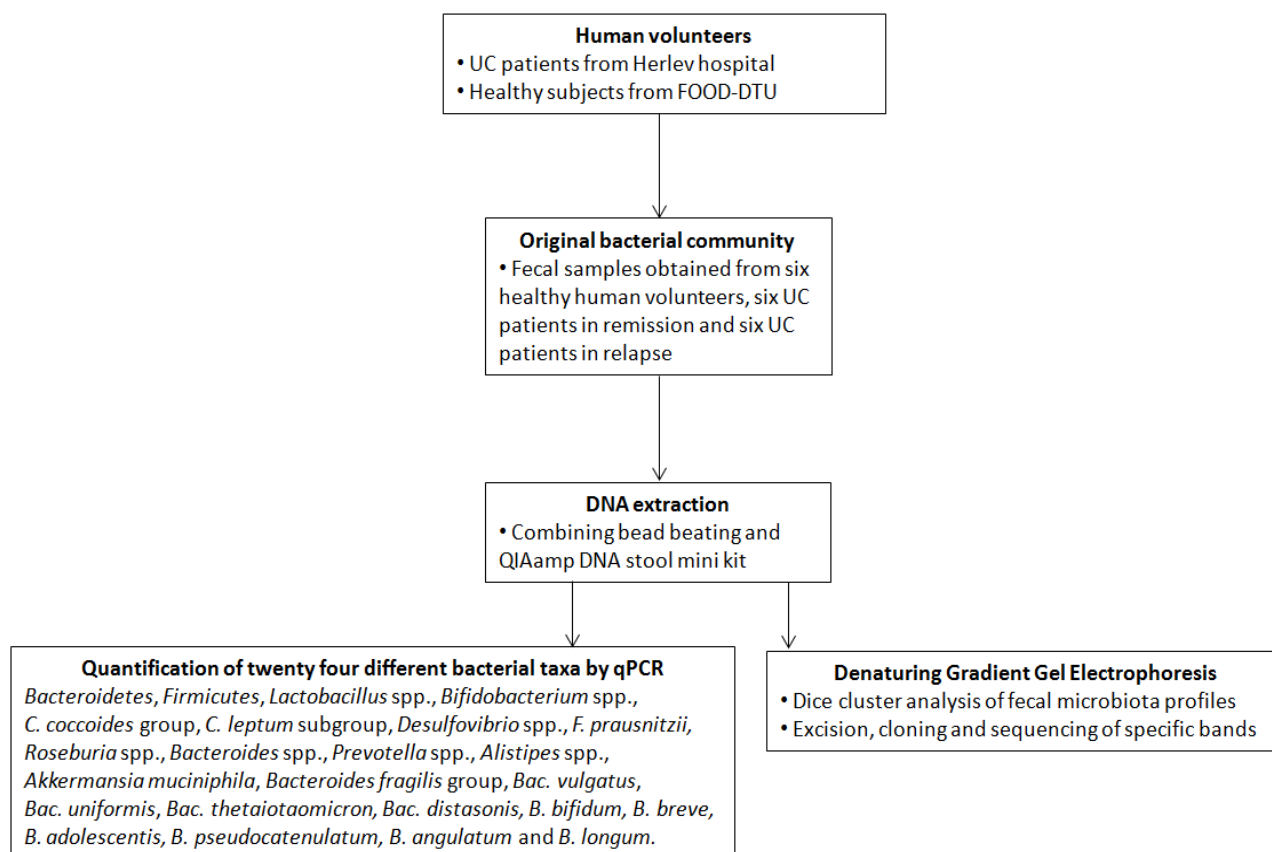 Human volunteers
• UC patients from Herlev hospital
• Healthy subjects from FOOD-DTU
Original bacterial community
• Fecal samples obtained from six
healthy human volunteers, six UC
patients in remission and six UC
patients in relapse
DNA extraction
• Combining bead beating and
QIAamp DNA stool mini kit
Quantification of twenty four different bacterial taxa by qPCR
Bacteroidetes, Firmicutes, Lactobacillus spp., Bifidobacterium spp.,
C. coccoides group, C. leptum subgroup, Desulfovibrio spp., F. prausnitzii,
Roseburia spp., Bacteroides spp., Prevotella spp., Alistipes spp.,
Akkermansia muciniphila, Bacteroides fragilis group, Bac. vulgatus,
Bac. uniformis, Bac. thetaiotaomicron, Bac. distasonis, B. bifidum, B. breve,
B. adolescentis, B. pseudocatenulatum, B. angulatum and B. longum.
Denaturing Gradient Gel Electrophoresis
• Dice cluster analysis of fecal microbiota profiles
• Excision, cloning and sequencing of specific bands